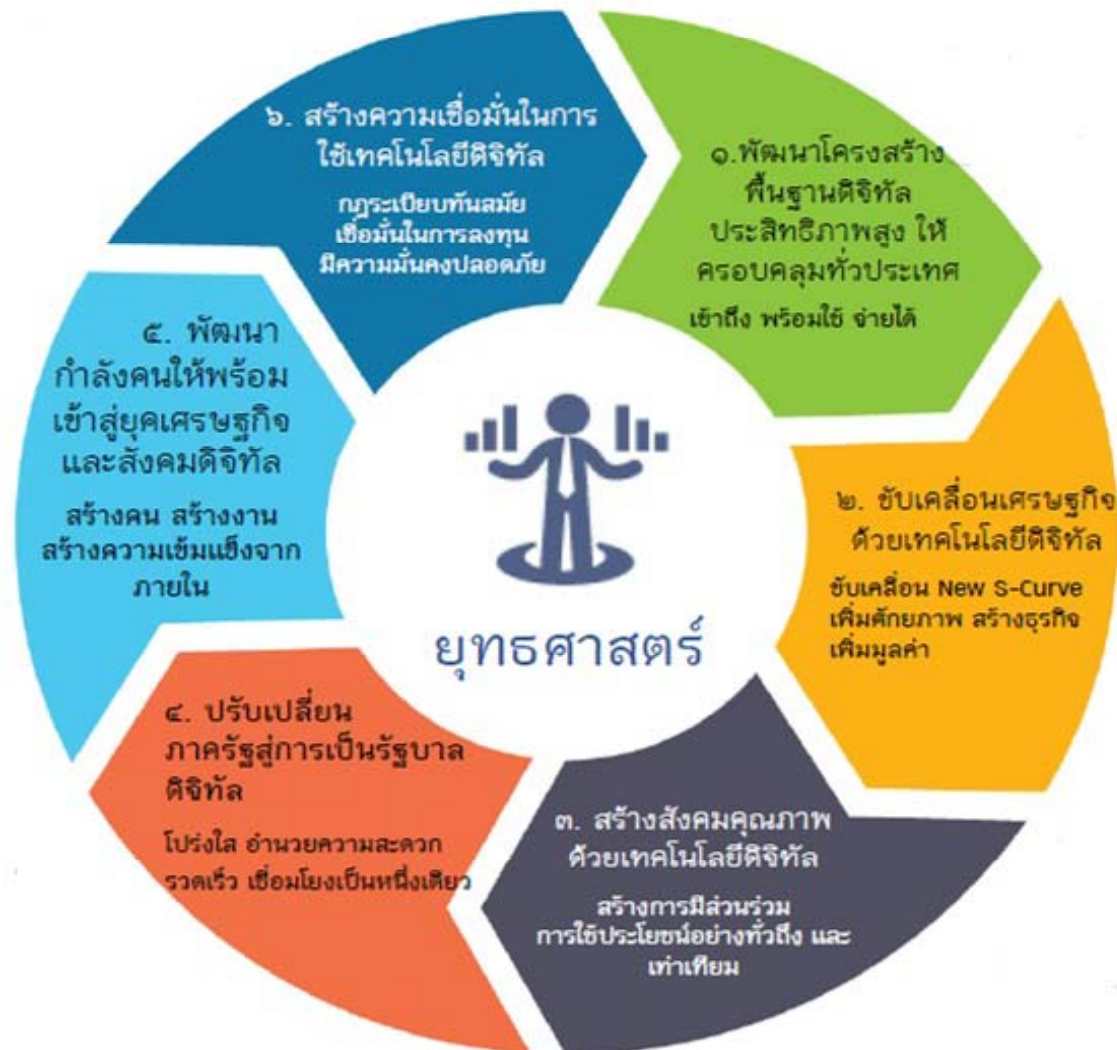 ๖. สร้างความเชื่อมั่นในการ
ใช้เทคโนโลยีดิจิทัล
กฎระเบียบทันสมัย
เชื่อมั่นในการลงทุน
มีความมั่นคงปลอดภัย
๑.พัฒนาโครงสร้าง
พื้นฐานดิจิทัล
ประสิทธิภาพสูง ให้
ครอบคลุมทั่วประเทศ
เข้าถึง พร้อมใช้ จ่ายได้
๒. ขับเคลื่อนเศรษฐกิจ
ด้วยเทคโนโลยีดิจิทัล
ขับเคลื่อน New S-Curve
เพิ่มศักยภาพ สร้างธุรกิจ
เพิ่มมูลค่า
๓. สร้างสังคมคุณภาพ
ด้วยเทคโนโลยีดิจิทัล
สร้างการมีส่วนร่วม
การใช้ประโยชน์อย่างทั่วถึง และ
เท่าเทียม
๔. ปรับเปลี่ยน
ภาครัฐสู่การเป็นรัฐบาล
ดิจิทัล
โปร่งใส อำนวยความสะดวก
รวดเร็ว เชื่อมโยงเป็นหนึ่งเดียว
๕. พัฒนา
กำลังคนให้พร้อม
เข้าสู่ยุคเศรษฐกิจ
และสังคมดิจิทัล
สร้างคน สร้างงาน
สร้างความเข้มแข็งจาก
ภายใน
ยุทธศาสตร์